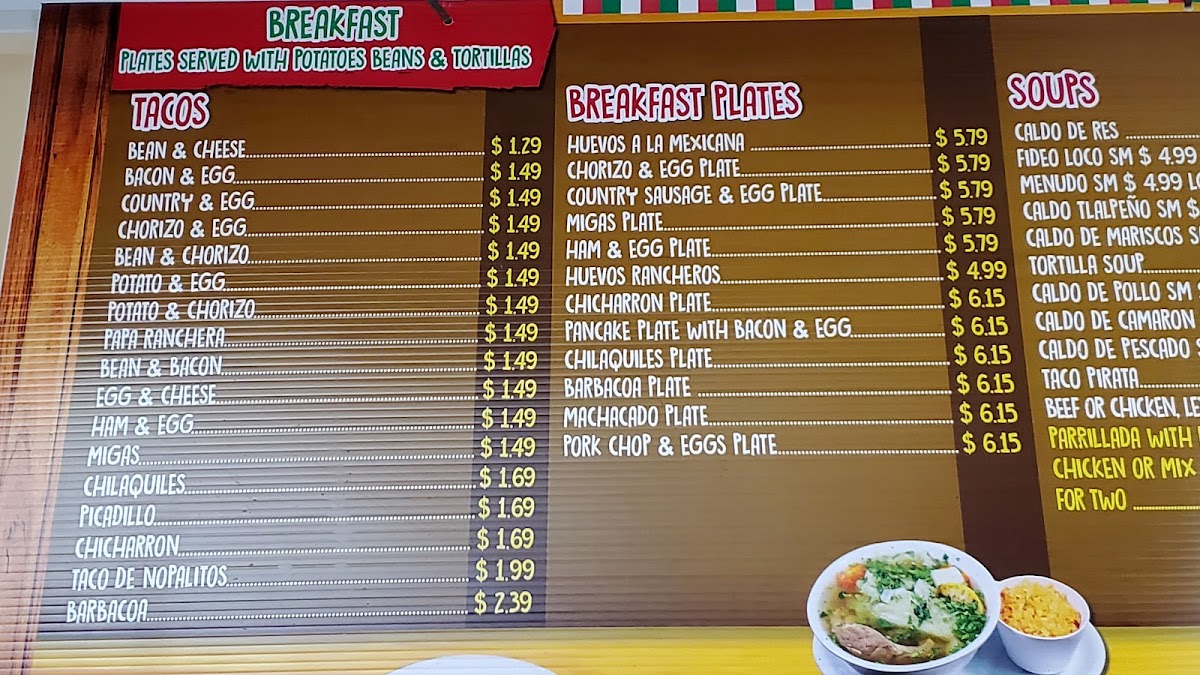 BREAKFAST
PLATES SERVED WITH POTATOES BEANS & TORTILLAS
TACOS
BEAN & CHEESE $ 1.29
BACON & EGG $ 1.49
COUNTRY & EGG $ 1.49
CHORIZO & EGG $ 1.49
BEAN & CHORIZO $ 1.49
POTATO & EGG $ 1.49
POTATO & CHORIZO $ 1.49
PAPA RANCHERA $ 1.49
BEAN & BACON $ 1.49
EGG & CHEESE $ 1.49
HAM & EGG $ 1.49
MIGAS $ 1.49
CHILAQUILES $ 1.69
PICADILLO $ 1.69
CHICHARRON $ 1.69
TACO DE NOPALITOS $ 1.99
BARBACOA $ 2.39
BREAKFAST PLATES
HUEVOS A LA MEXICANA $ 5.79
CHORIZO & EGG PLATE $ 5.79
COUNTRY SAUSAGE & EGG PLATE $ 5.79
MIGAS PLATE $ 5.79
HAM & EGG PLATE $ 5.79
HUEVOS RANCHEROS $ 4.99
CHICHARRON PLATE $ 6.15
PANCAKE PLATE WITH BACON & EGG $ 6.15
CHILAQUILES PLATE $ 6.15
BARBACOA PLATE $ 6.15
MACHACADO PLATE $ 6.15
PORK CHOP & EGGS PLATE $ 6.15
SOUPS
CALDO DE RES
FIDEO LOCO SM $ 4.99
MENUDO SM $ 4.99
CALDO TLALPEÑO SM $
CALDO DE MARISCOS
TORTILLA SOUP
CALDO DE POLLO SM
CALDO DE CAMARON
CALDO DE PESCADO
TACO PIRATA
BEEF OR CHICKEN,
PARRILLADA WITH
CHICKEN OR MIX
FOR TWO